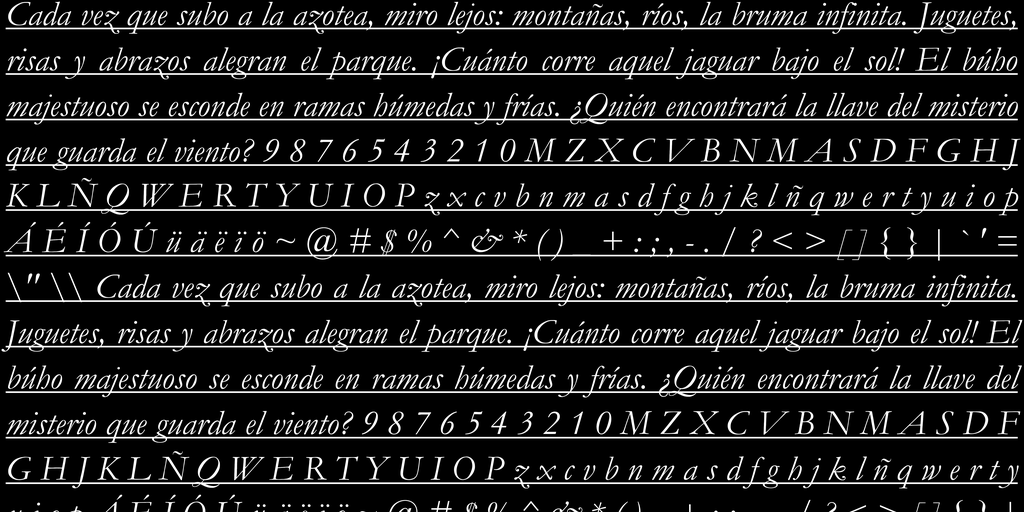 Cada vez que subo a la azotea, miro lejos: montañas, ríos, la bruma infinita. Juguetes,
risas y abrazos alegran el parque. ¡Cuánto corre aquel jaguar bajo el sol! El búho
majestuoso se esconde en ramas húmedas y frías. ¿Quién encontrará la llave del misterio
que guarda el viento? 9 8 7 6 5 4 3 2 1 0 M Z X C V B N M A S D F G H J
K L Ñ Q W E R T Y U I O P z x c v b n m a s d f g h j k l ñ q w e r t y u i o p
Á É Í Ó Ú ü ä ë ï ö ~ @ # $ % ^ & * ( ) _ + : ; , - . / ? < > [ ] { } | ` ' =
\" \\ Cada vez que subo a la azotea, miro lejos: montañas, ríos, la bruma infinita.
Juguetes, risas y abrazos alegran el parque. ¡Cuánto corre aquel jaguar bajo el sol! El
búho majestuoso se esconde en ramas húmedas y frías. ¿Quién encontrará la llave del
misterio que guarda el viento? 9 8 7 6 5 4 3 2 1 0 M Z X C V B N M A S D F
G H J K L Ñ Q W E R T Y U I O P z x c v b n m a s d f g h j k l ñ q w e r t y
u i o p Á É Í Ó Ú ü ä ë ï ö ~ @ # $ % ^ & * ( ) _ + : ; , - . / ? < > [ ] { } |